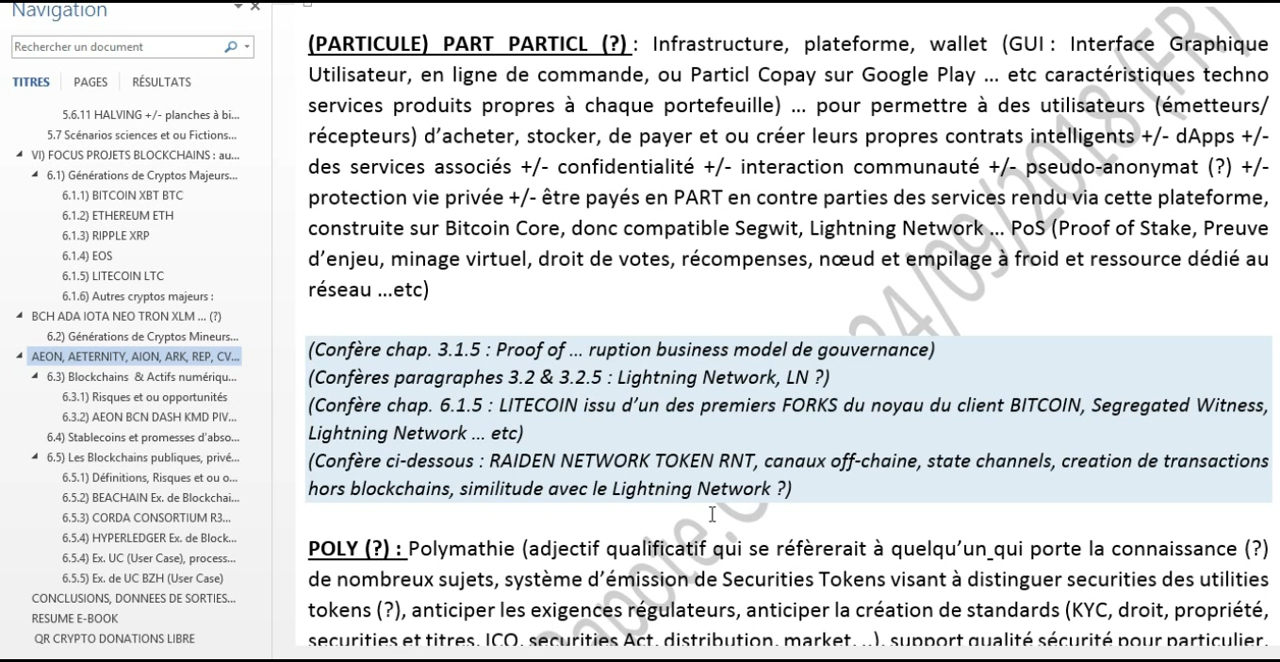 Navigation
Rechercher un document
TITRES PAGES RÉSULTATS
5.6.11 HALVING +/- planches à bi...
5.7 Scénarios sciences et ou Fictions...
VI) FOCUS PROJETS BLOCKCHAINS : au...
6.1) Générations de Cryptos Majeurs...
6.1.1) BITCOIN XBT BTC
6.1.2) ETHEREUM ETH
6.1.3) RIPPLE XRP
6.1.4) EOS
6.1.5) LITECOIN LTC
6.1.6) Autres cryptos majeurs :
BCH ADA IOTA NEO TRON XLM ... (?)
6.2) Générations de Cryptos Mineurs...
AEON, AETERNITY, AION, ARK, REP, CV...
6.3) Blockchains & Actifs numériqu...
6.3.1) Risques et ou opportunités
6.3.2) AEON BCN DASH KMD PIV...
6.4) Stablecoins et promesses d'abso...
6.5) Les Blockchains publiques, privé...
6.5.1) Définitions, Risques et ou o...
6.5.2) BEACHAIN Ex. de Blockchai...
6.5.3) CORDA CONSORTIUM R3...
6.5.4) HYPERLEDGER Ex. de Block...
6.5.4) Ex. UC (User Case), process...
6.5.5) Ex. de UC BZH (User Case)
CONCLUSIONS, DONNEES DE SORTIES...
RESUME E-BOOK
QR CRYPTO DONATIONS LIBRE
(PARTICULE) PART PARTICL (?) : Infrastructure, plateforme, wallet (GUI : Interface Graphique
Utilisateur, en ligne de commande, ou Particl Copay sur Google Play ... etc caractéristiques techno
services produits propres à chaque portefeuille) ... pour permettre à des utilisateurs (émetteurs/
récepteurs) d'acheter, stocker, de payer et ou créer leurs propres contrats intelligents +/- dApps +/-
des services associés +/- confidentialité +/- interaction communauté +/- pseudo-anonymat (?) +/-
protection vie privée +/- être payés en PART en contre parties des services rendu via cette plateforme,
construite sur Bitcoin Core, donc compatible Segwit, Lightning Network ... PoS (Proof of Stake, Preuve
d'enjeu, minage virtuel, droit de votes, récompenses, nœud et empilage à froid et ressource dédié au
réseau ...etc)
(Confère chap. 3.1.5 : Proof of ... ruption business model de gouvernance)
(Confères paragraphes 3.2 & 3.2.5 : Lightning Network, LN ?)
(Confère chap. 6.1.5 : LITECOIN issu d'un des premiers FORKS du noyau du client BITCOIN, Segregated Witness,
Lightning Network ... etc)
(Confère ci-dessous : RAIDEN NETWORK TOKEN RNT, canaux off-chaine, state channels, creation de transactions
hors blockchains, similitude avec le Lightning Network ?)
POLY (?) : Polymathie (adjectif qualificatif qui se réfèrerait à quelqu'un qui porte la connaissance (?)
de nombreux sujets, système d'émission de Securities Tokens visant à distinguer securities des utilities
tokens (?), anticiper les exigences régulateurs, anticiper la création de standards (KYC, droit, propriété,
securities et titres, ICO, securities Act, distribution, market, ..), support qualité sécurité pour particulier,
24/09/2018 (FR)